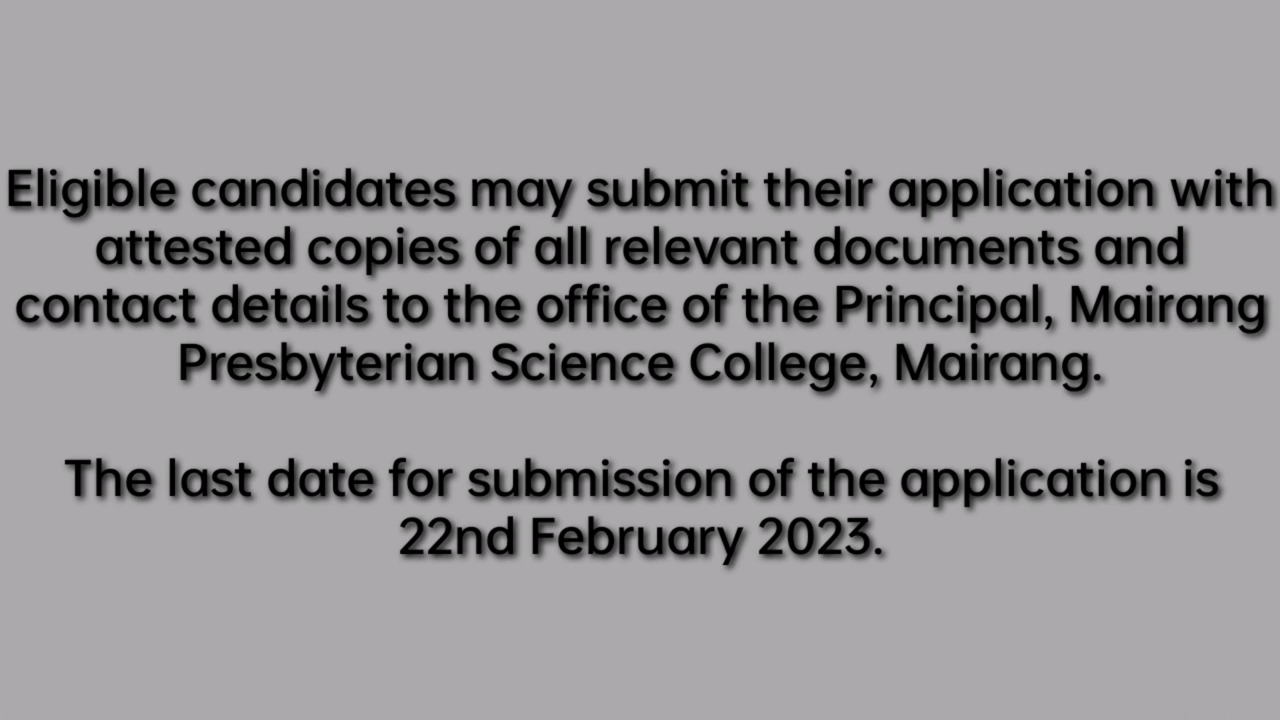 Eligible candidates may submit their application with
attested copies of all relevant documents and
contact details to the office of the Principal, Mairang
Presbyterian Science College, Mairang.
The last date for submission of the application is
22nd February 2023.